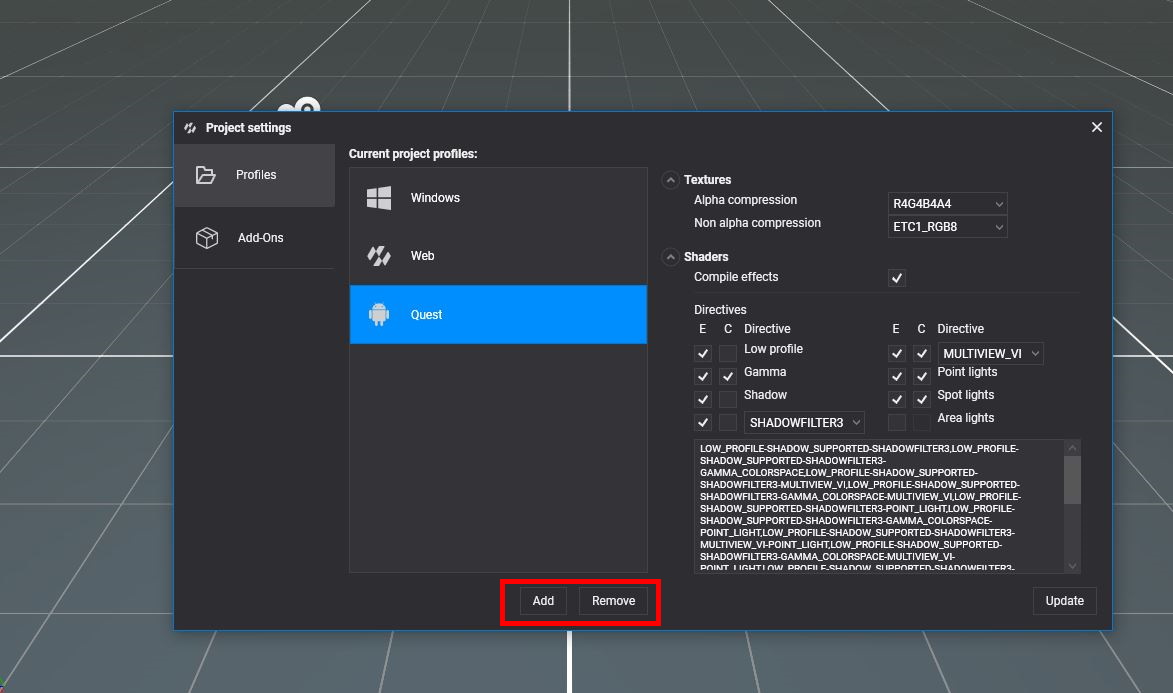 Project settings
Profiles
Add-Ons
Current project profiles:
Windows
Web
Quest
Add
Remove
Textures
Alpha compression
R4G4B4A4
Non alpha compression
ETC1_RGB8
Shaders
Compile effects
Directives
E C Directive
E C Directive
Low profile
MULTIVIEW_VI
Gamma
Point lights
Shadow
Spot lights
SHADOWFILTER3
Area lights
LOW_PROFILE-SHADOW_SUPPORTED-SHADOWFILTER3,LOW_PROFILE-
SHADOW_SUPPORTED-SHADOWFILTER3-
GAMMA_COLORSPACE,LOW_PROFILE-SHADOW_SUPPORTED-
SHADOWFILTER3-MULTIVIEW_VI,LOW_PROFILE-SHADOW_SUPPORTED-
SHADOWFILTER3-GAMMA_COLORSPACE-MULTIVIEW_VI,LOW_PROFILE-
SHADOW_SUPPORTED-SHADOWFILTER3-POINT_LIGHT,LOW_PROFILE-
SHADOW_SUPPORTED-SHADOWFILTER3-GAMMA_COLORSPACE-
POINT_LIGHT,LOW_PROFILE-SHADOW_SUPPORTED-SHADOWFILTER3-
MULTIVIEW_VI-POINT_LIGHT,LOW_PROFILE-SHADOW_SUPPORTED-
SHADOWFILTER3-GAMMA_COLORSPACE-MULTIVIEW_VI-
POINT_LIGHT,LOW_PROFILE-SHADOW_SUPPORTED-SHADOWFILTER3-
Update